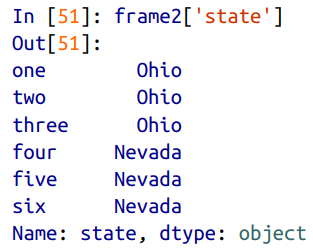 In [51]: frame2['state']
Out[51]:
one Ohio
two Ohio
three Ohio
four Nevada
five Nevada
six Nevada
Name: state, dtype: object